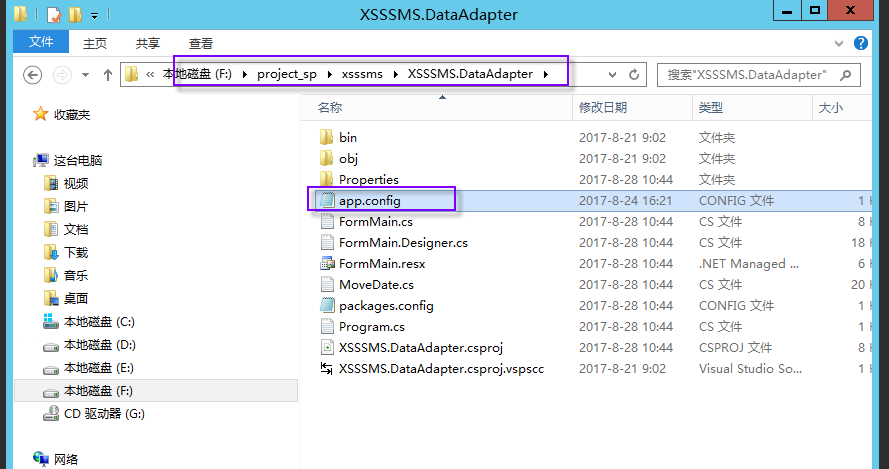 XSSSMS.DataAdapter
文件 主页 共享 查看
« 本地磁盘 (F:) project_sp xsssms XSSSMS.DataAdapter 搜索"XSSSMS.DataAdapter"
名称 修改日期 类型 大小
收藏夹
这台电脑
视频
图片
文档
下载
音乐
桌面
本地磁盘 (C:)
本地磁盘 (D:)
本地磁盘 (E:)
本地磁盘 (F:)
CD 驱动器 (G:)
网络
bin 2017-8-21 9:02 文件夹
obj 2017-8-21 9:02 文件夹
Properties 2017-8-28 10:44 文件夹
app.config 2017-8-24 16:21 CONFIG 文件 1
FormMain.cs 2017-8-28 10:44 CS 文件 8
FormMain.Designer.cs 2017-8-28 10:44 CS 文件 18
FormMain.resx 2017-8-28 10:44 .NET Managed ... 6
MoveDate.cs 2017-8-28 10:44 CS 文件 20
packages.config 2017-8-28 10:44 CONFIG 文件 1
Program.cs 2017-8-28 10:44 CS 文件 1
XSSSMS.DataAdapter.csproj 2017-8-28 10:44 CSPROJ 文件 8
XSSSMS.DataAdapter.csproj.vspscc 2017-8-21 9:02 Visual Studio So... 1